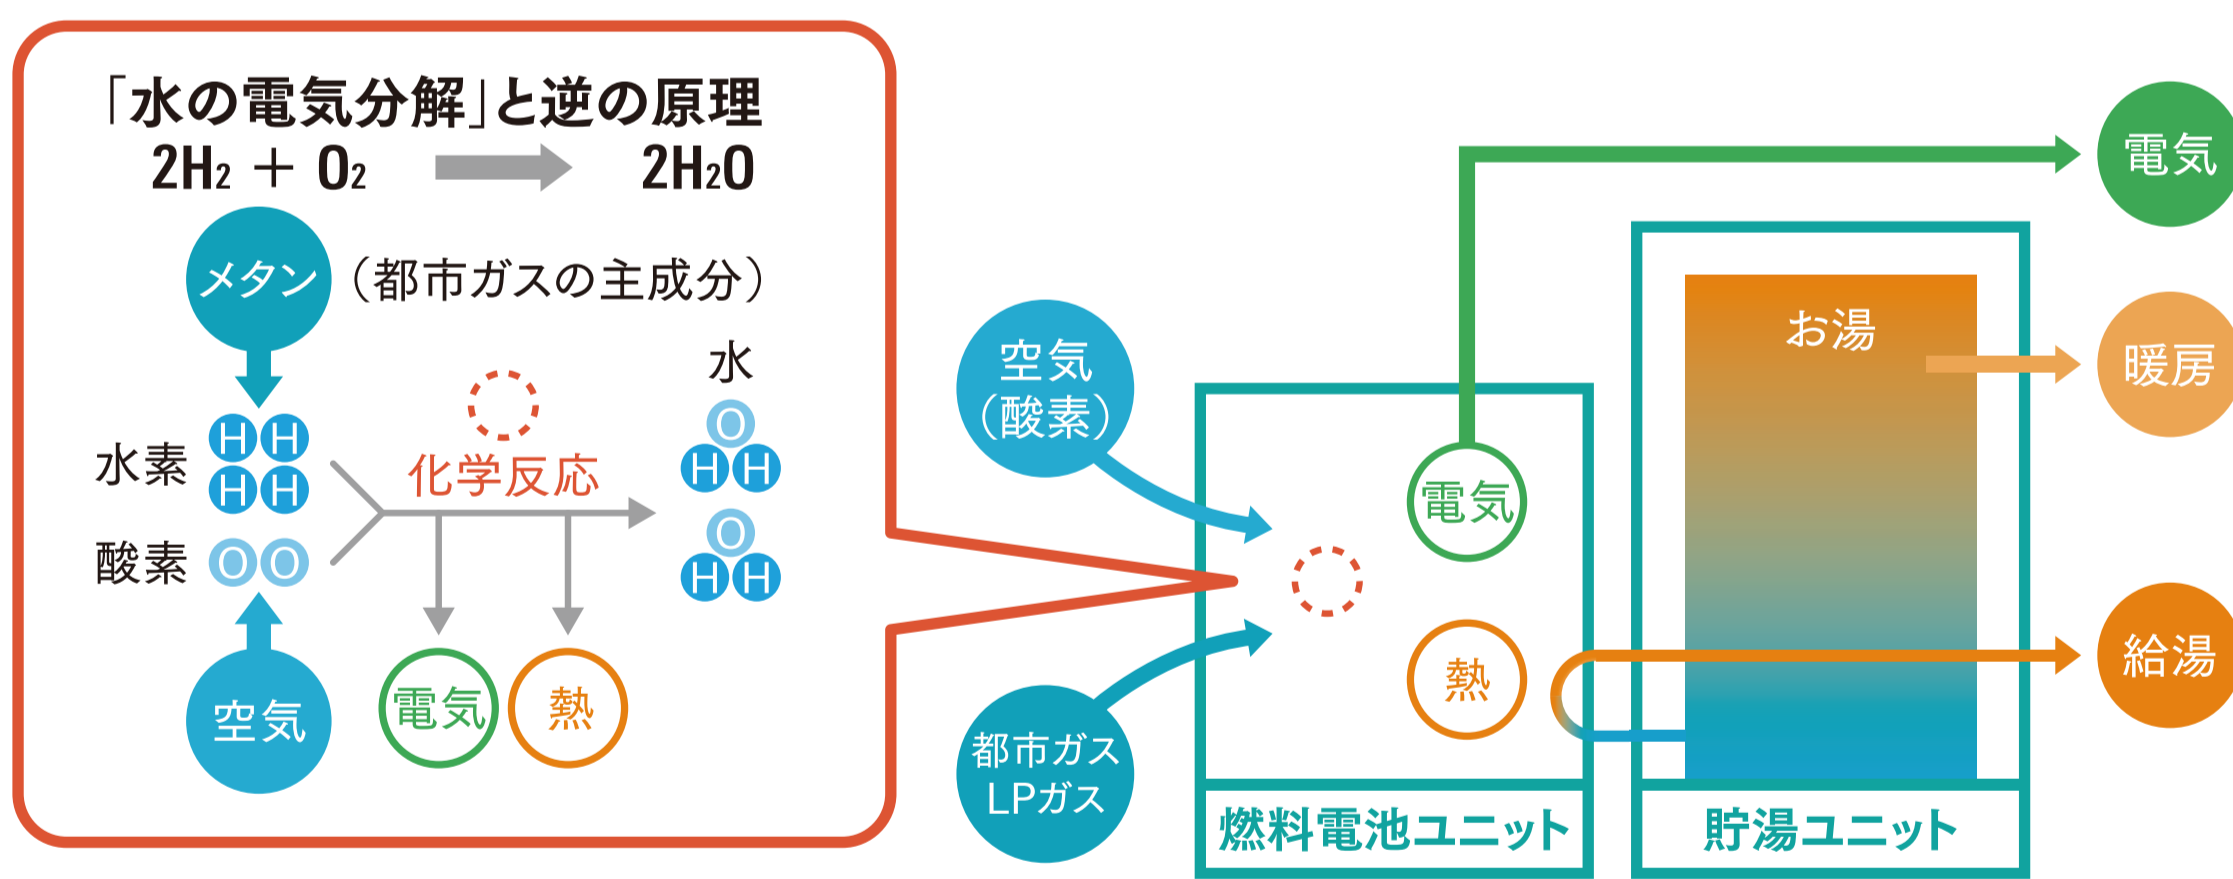 「水の電気分解」と逆の原理
2H₂ + O₂ 2H₂O
メタン (都市ガスの主成分)
水素 H H H H
酸素 O O
空気
化学反応
電気
熱
水
O
H H
O
H H
空気
(酸素)
都市ガス
LPガス
電気
熱
燃料電池ユニット
お湯
貯湯ユニット
電気
暖房
給湯